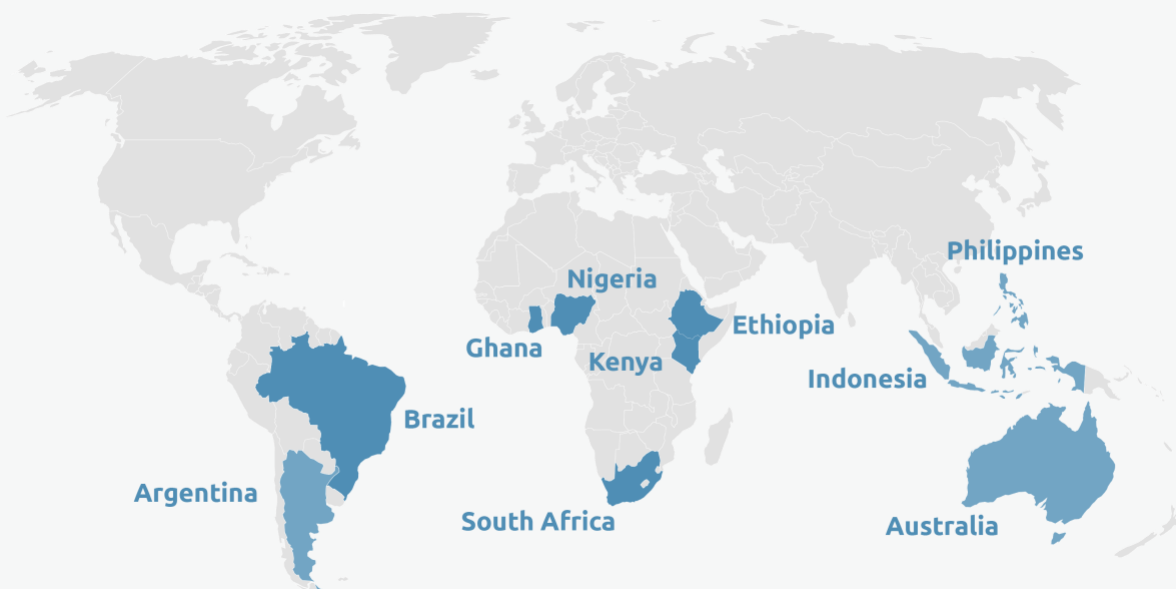 Philippines
Nigeria
Ethiopia
Ghana
Kenya
Indonesia
Brazil
Argentina
South Africa
Australia